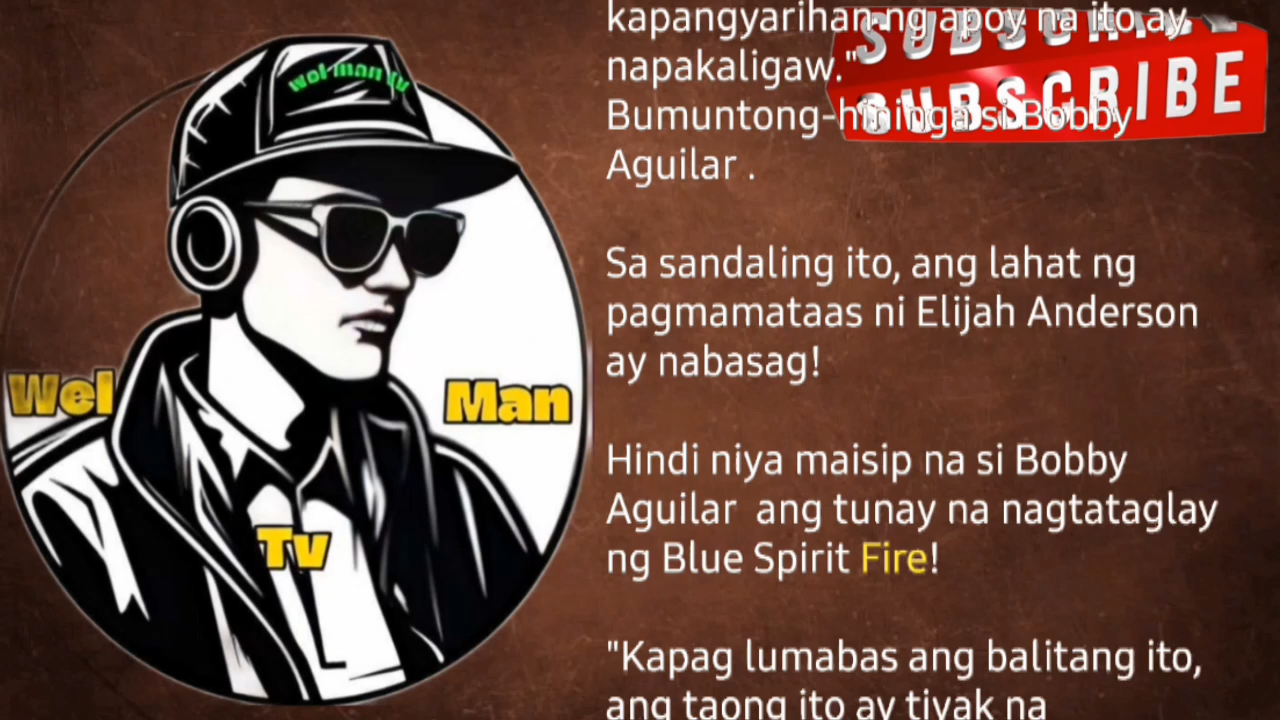 wel man tv
Wel
Man
Tv
SUBSCRIBE
SUBSCRIBE
kapangyarihan ng apoy na ito ay
napakaligaw."
Bumuntong-hininga si Bobby
Aguilar .
Sa sandaling ito, ang lahat ng
pagmamataas ni Elijah Anderson
ay nabasag!
Hindi niya maisip na si Bobby
Aguilar  ang tunay na nagtataglay
ng Blue Spirit Fire!
"Kapag lumabas ang balitang ito,
ang taong ito ay tiyak na